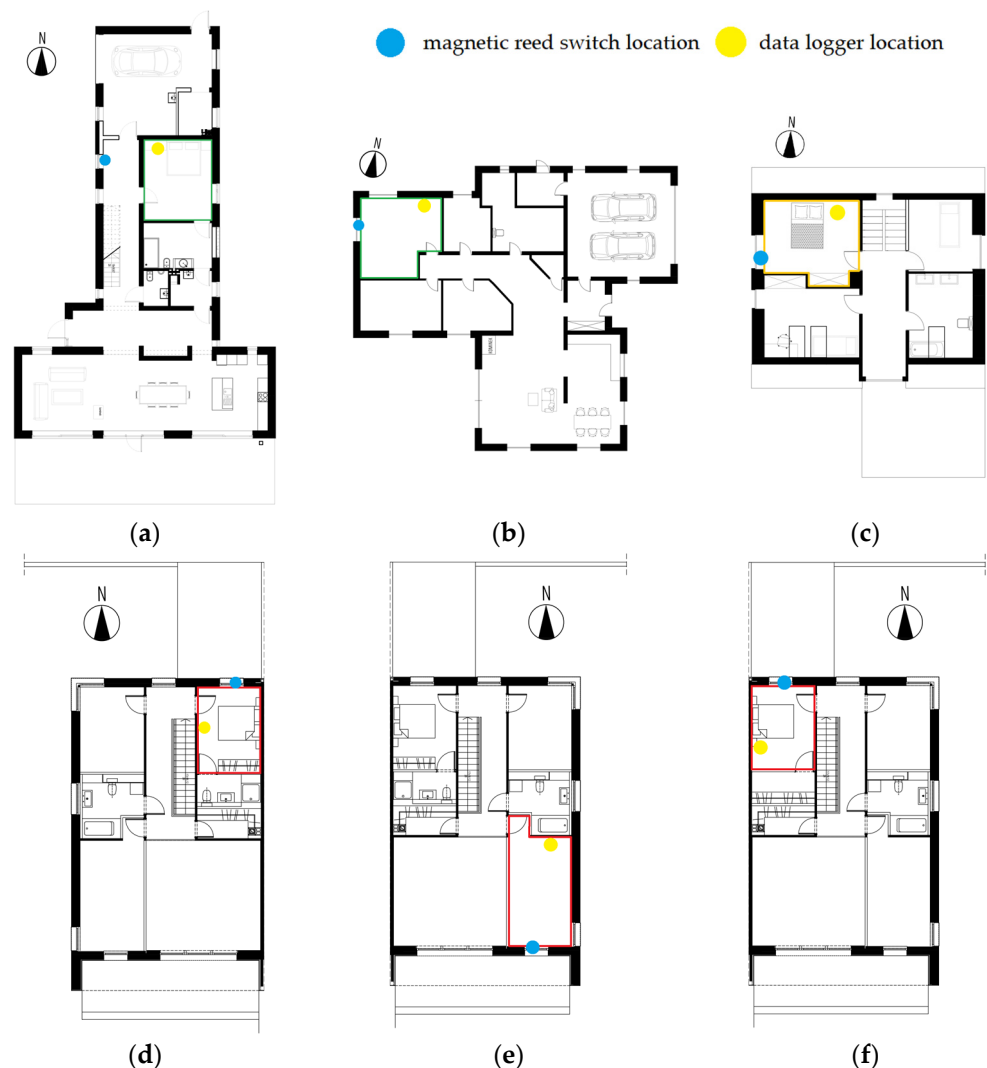 magnetic reed switch location data logger location
N
N
N
(a) (b) (c)
N
N
N
(d) (e) (f)